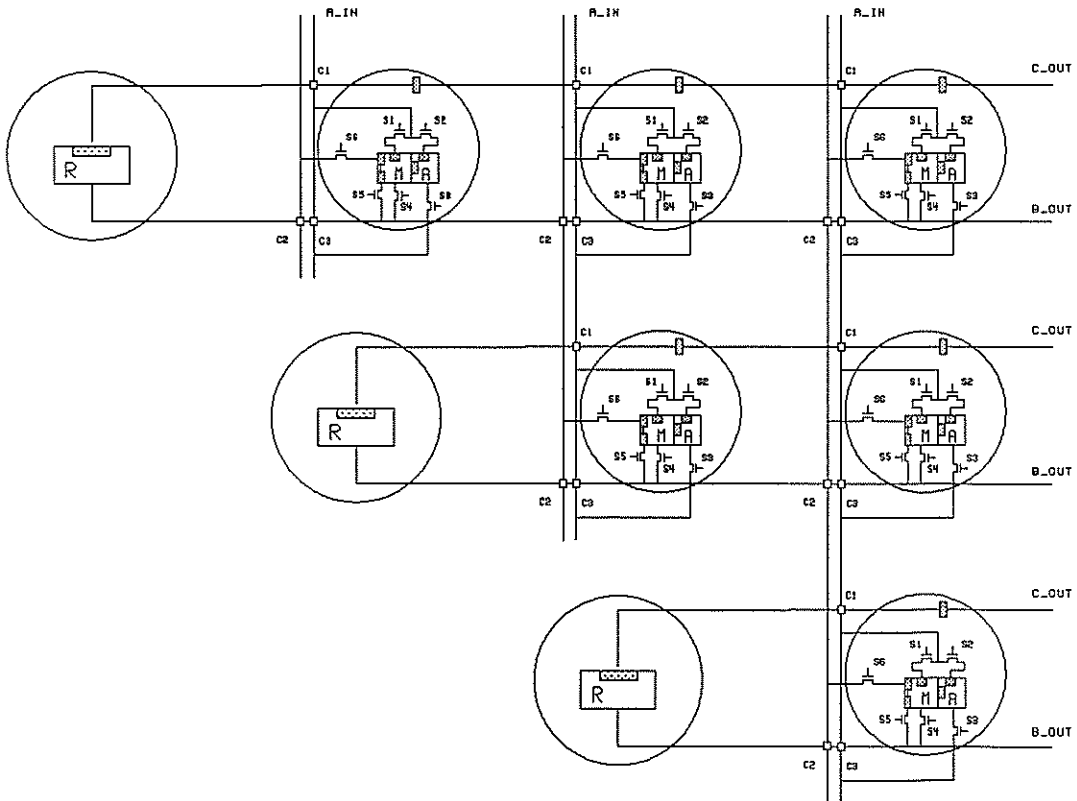 A_IN A_IN A_IN
C1 C1 C1 C_OUT
S1 S2 S1 S2 S1 S2
S6 S6 S6
R M A M A M A
S5 S4 S3 S5 S4 S3 S5 S4 S3
B_OUT
C2 C3 C2 C3 C2 C3
C1 C1 C_OUT
S1 S2 S1 S2
S6 S6
R M A M A
S5 S4 S3 S5 S4 S3
B_OUT
C2 C3 C2 C3
C1 C_OUT
S1 S2
S6
R M A
S5 S4 S3
B_OUT
C2 C3